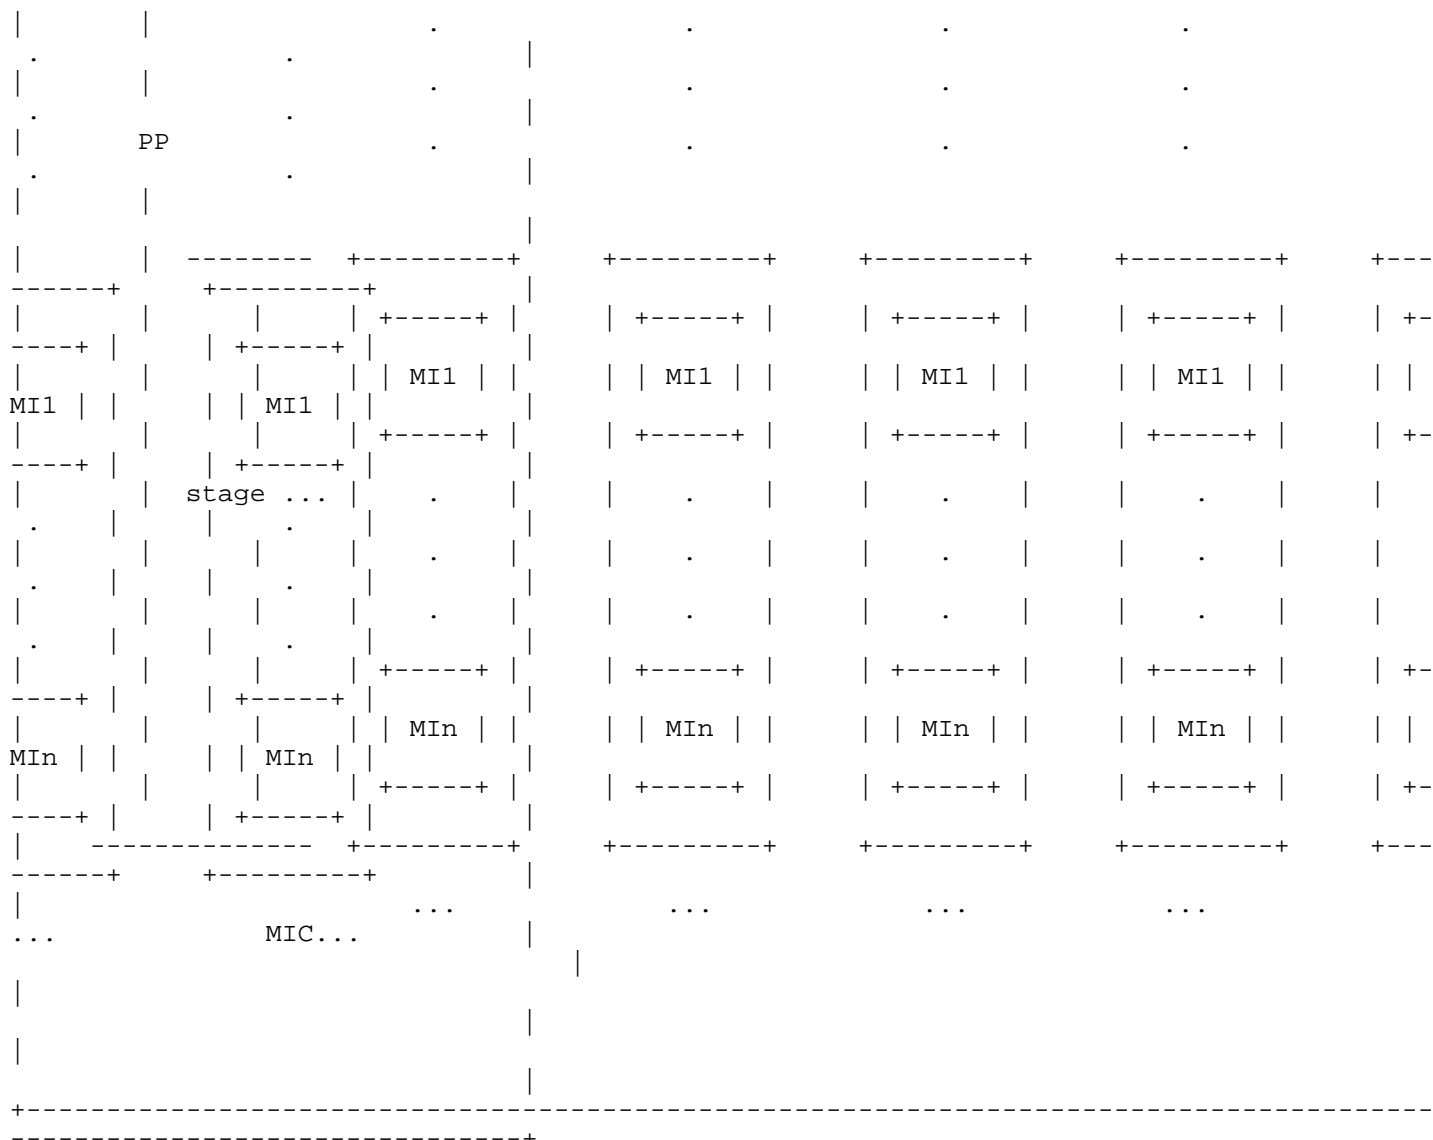 |       |                  .               .               .              .
 .               .               |
|       |                  .               .               .              .
 .               .               |
|       PP                 .               .               .              .
 .               .               |
|       |
                                 |
|       |  --------  +---------+     +---------+     +---------+     +---------+     +---
------+     +---------+          |
|       |      |     | +-----+ |     | +-----+ |     | +-----+ |     | +-----+ |     | +-
----+ |     | +-----+ |          |
|       |      |     | | MI1 | |     | | MI1 | |     | | MI1 | |     | | MI1 | |     | |
MI1 | |     | | MI1 | |          |
|       |      |     | +-----+ |     | +-----+ |     | +-----+ |     | +-----+ |     | +-
----+ |     | +-----+ |          |
|       |  stage ... |    .    |     |    .    |     |    .    |     |    .    |     |
 .    |     |    .    |          |
|       |      |     |    .    |     |    .    |     |    .    |     |    .    |     |
 .    |     |    .    |          |
|       |      |     |    .    |     |    .    |     |    .    |     |    .    |     |
 .    |     |    .    |          |
|       |      |     | +-----+ |     | +-----+ |     | +-----+ |     | +-----+ |     | +-
----+ |     | +-----+ |          |
|       |      |     | | MIn | |     | | MIn | |     | | MIn | |     | | MIn | |     | |
MIn | |     | | MIn | |          |
|       |      |     | +-----+ |     | +-----+ |     | +-----+ |     | +-----+ |     | +-
----+ |     | +-----+ |          |
|    --------------  +---------+     +---------+     +---------+     +---------+     +---
------+     +---------+          |
|                        ...             ...             ...            ...
...             MIC...           |
                                    |
|
                                 |
|
                                 |
+----------------------------------------------------------------------------------------
--------------------------------+